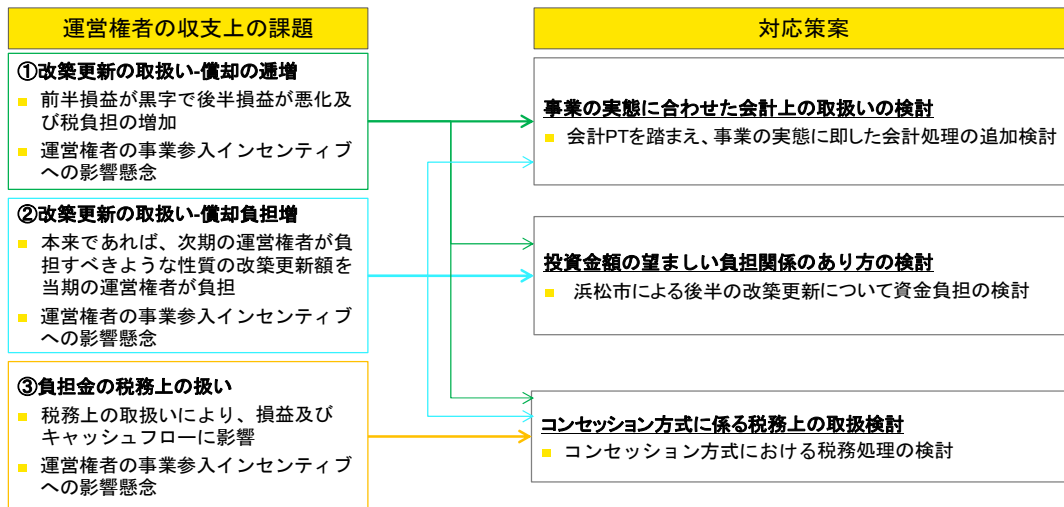 運営権者の収支上の課題
①改築更新の取扱い-償却の逓増
前半損益が黒字で後半損益が悪化及
び税負担の増加
運営権者の事業参入インセンティブ
への影響懸念
②改築更新の取扱い-償却負担増
本来であれば、次期の運営権者が負
担すべきような性質の改築更新額を
当期の運営権者が負担
運営権者の事業参入インセンティブ
への影響懸念
③負担金の税務上の扱い
税務上の取扱いにより、損益及び
キャッシュフローに影響
運営権者の事業参入インセンティブ
への影響懸念
対応策案
事業の実態に合わせた会計上の取扱いの検討
会計PTを踏まえ、事業の実態に即した会計処理の追加検討
投資金額の望ましい負担関係のあり方の検討
浜松市による後半の改築更新について資金負担の検討
コンセッション方式に係る税務上の取扱検討
コンセッション方式における税務処理の検討